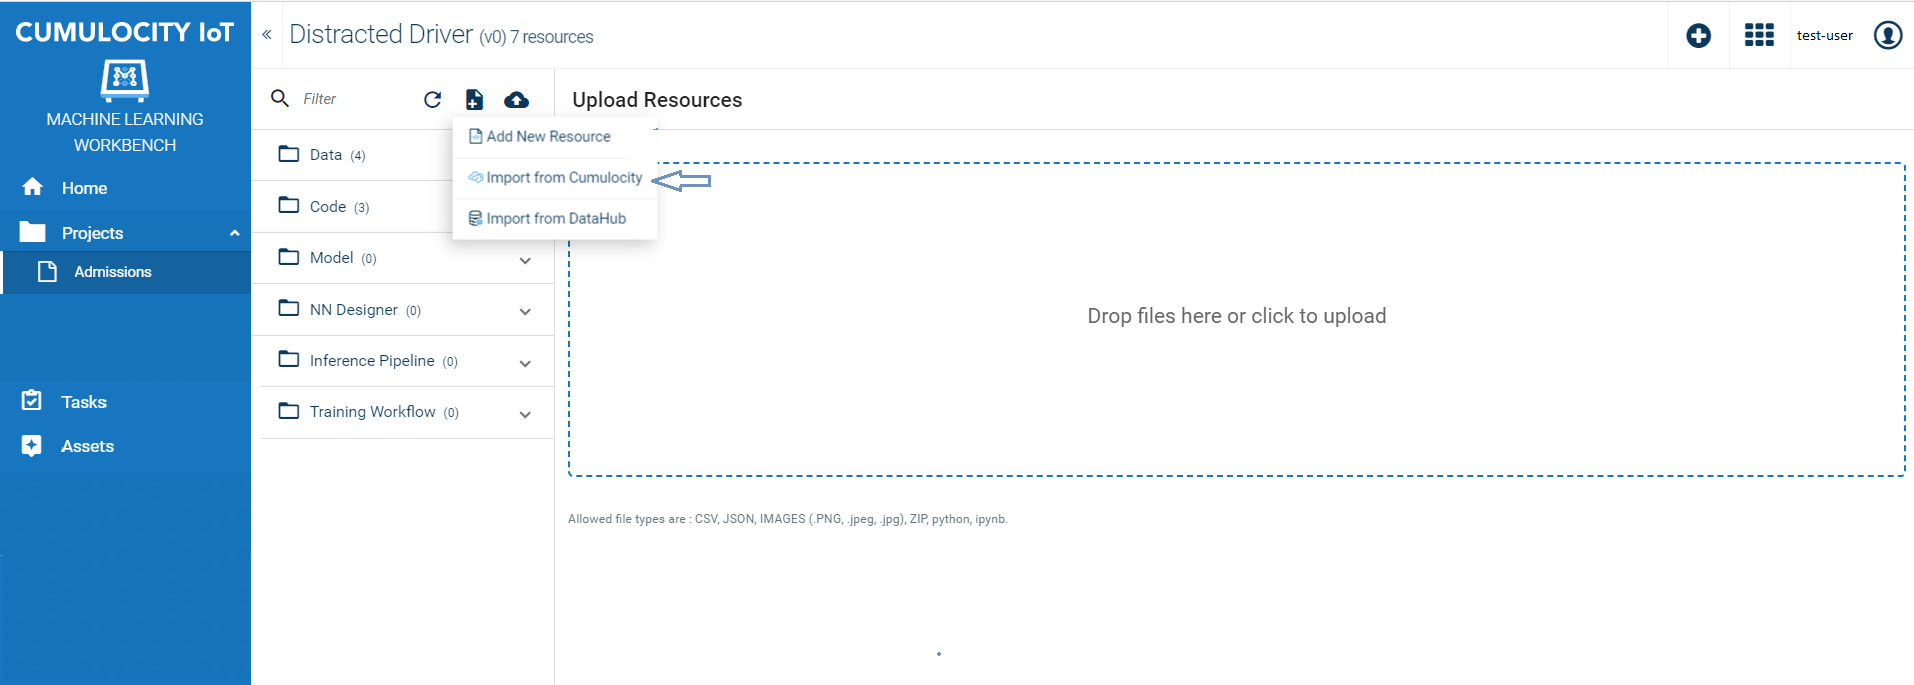 CUMULOCITY IoT
MACHINE LEARNING
WORKBENCH
Home
Projects
Admissions
Tasks
Assets
Distracted Driver (v0) 7 resources
test-user
Filter
Add New Resource
Import from Cumulocity
Import from DataHub
Data (4)
Code (3)
Model (0)
NN Designer (0)
Inference Pipeline (0)
Training Workflow (0)
Upload Resources
Drop files here or click to upload
Allowed file types are : CSV, JSON, IMAGES (.PNG, .jpeg, .jpg), ZIP, python, ipynb.